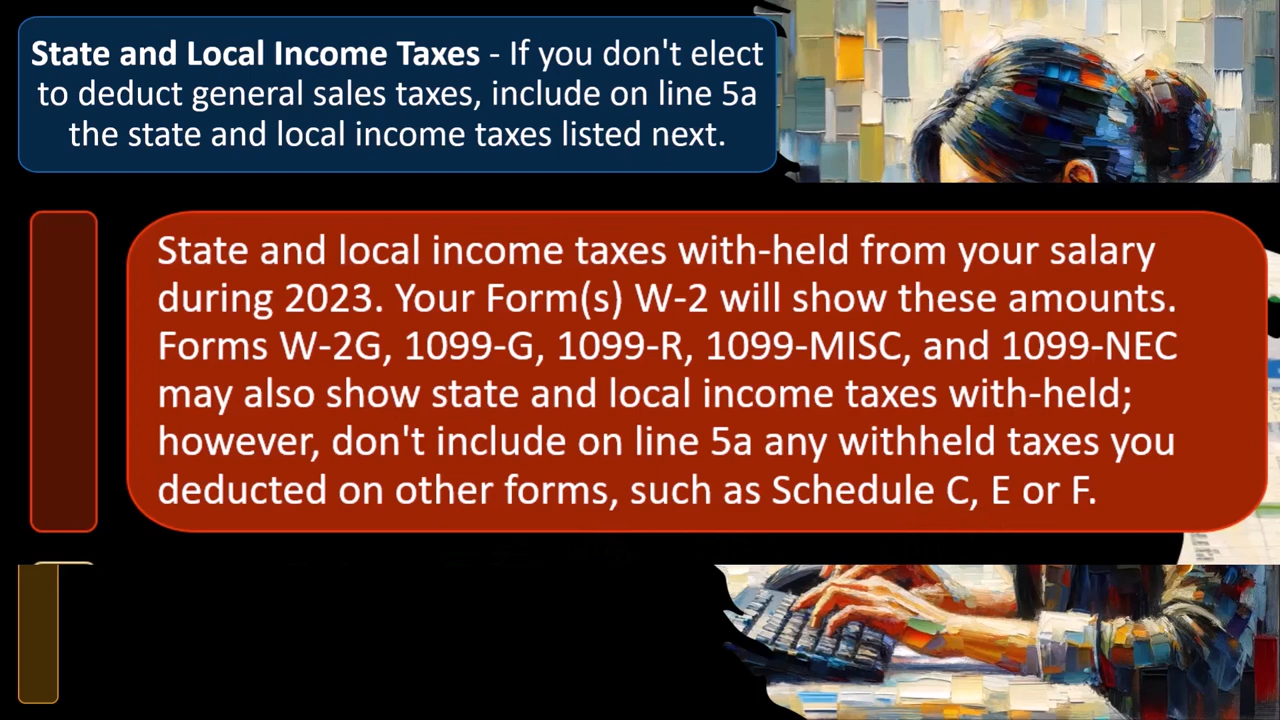 State and Local Income Taxes - If you don't elect
to deduct general sales taxes, include on line 5a
the state and local income taxes listed next.
State and local income taxes with-held from your salary
during 2023. Your Form(s) W-2 will show these amounts.
Forms W-2G, 1099-G, 1099-R, 1099-MISC, and 1099-NEC
may also show state and local income taxes with-held;
however, don't include on line 5a any withheld taxes you
deducted on other forms, such as Schedule C, E or F.